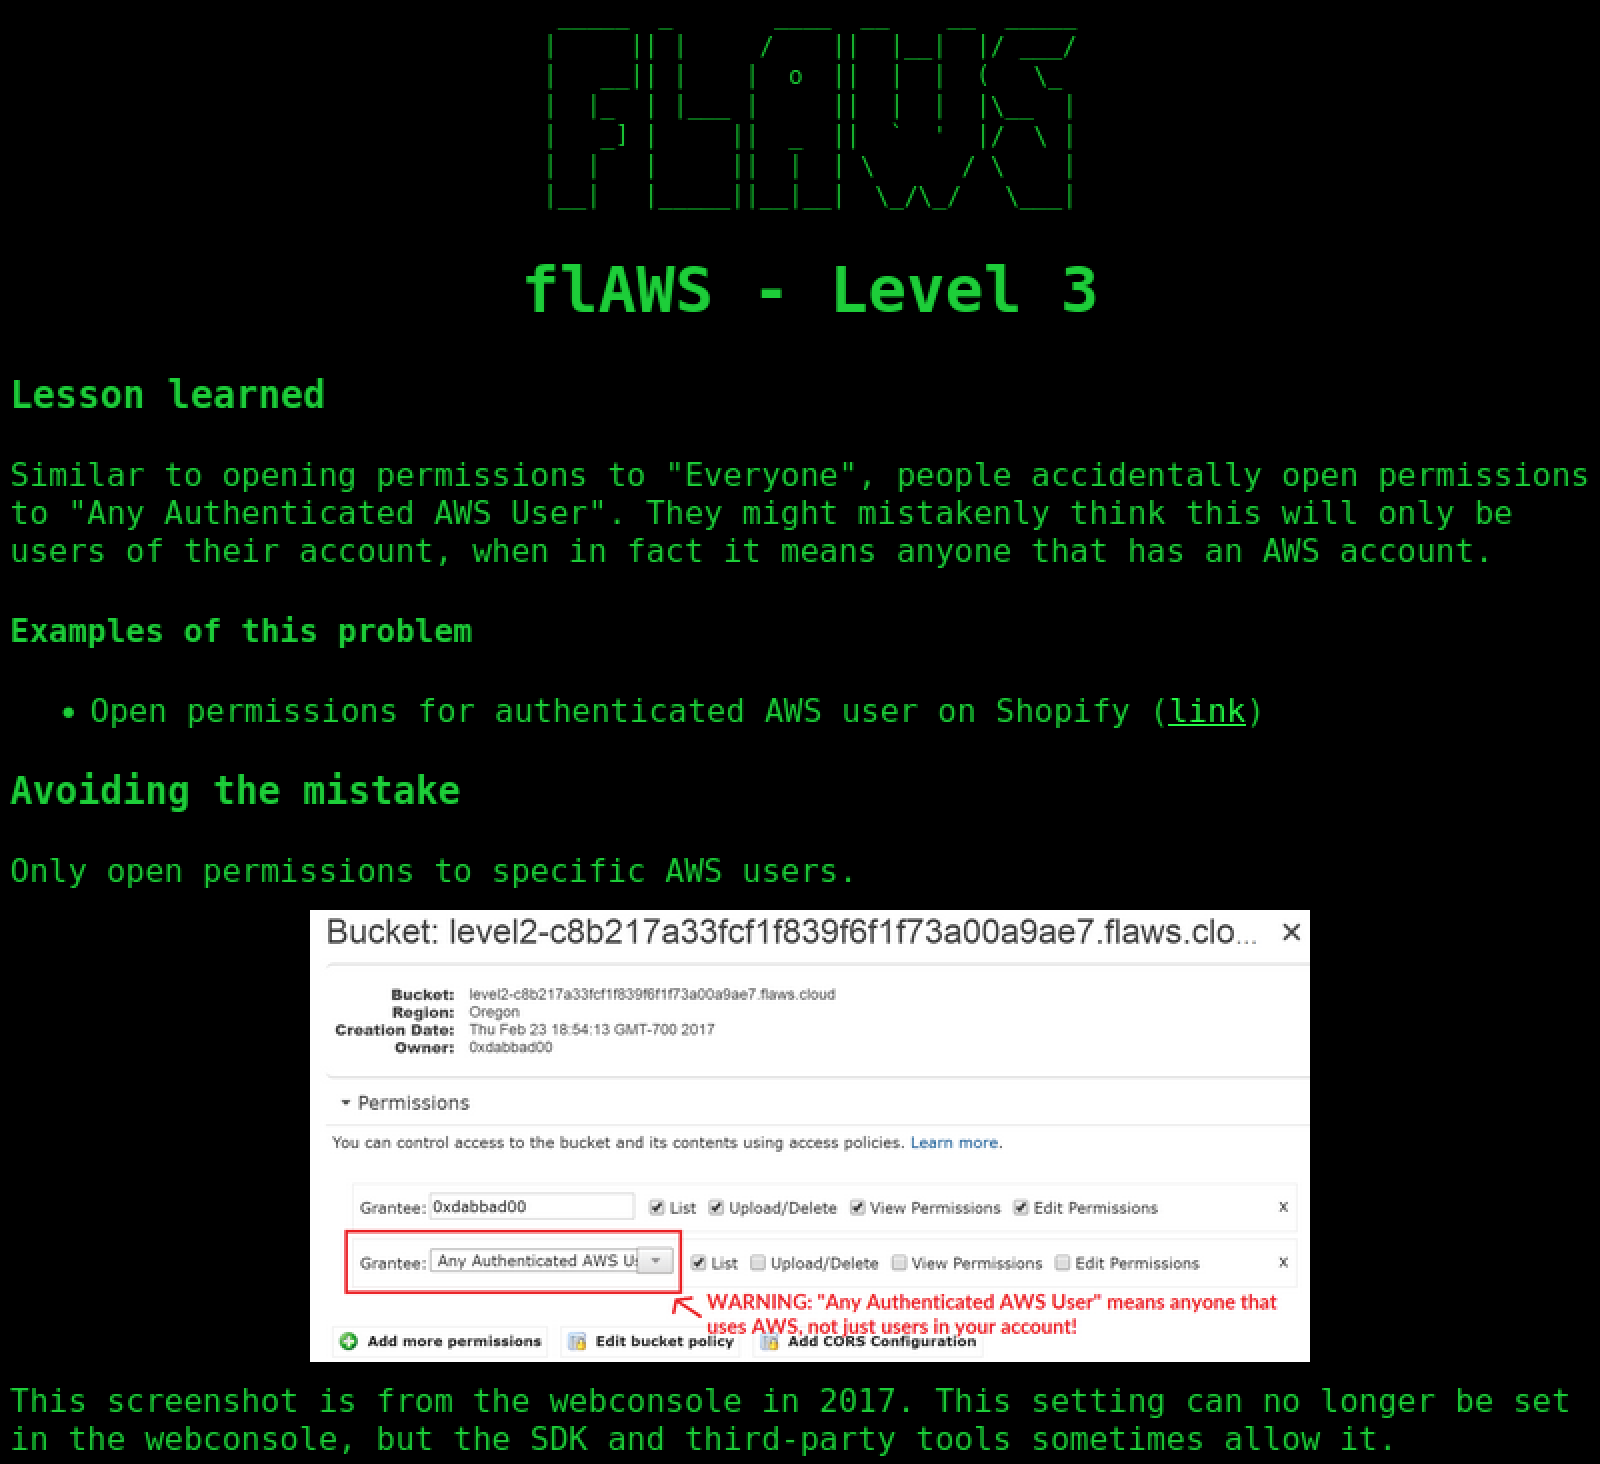 FLAWS
flAWS - Level 3
Lesson learned
Similar to opening permissions to "Everyone", people accidentally open permissions
to "Any Authenticated AWS User". They might mistakenly think this will only be
users of their account, when in fact it means anyone that has an AWS account.
Examples of this problem
• Open permissions for authenticated AWS user on Shopify (link)
Avoiding the mistake
Only open permissions to specific AWS users.
Bucket: level2-c8b217a33fcf1f839f6f1f73a00a9ae7.flaws.clo... ×
Bucket: level2-c8b217a33fcf1f839f6f1f73a00a9ae7.flaws.cloud
Region: Oregon
Creation Date: Thu Feb 23 18:54:13 GMT-700 2017
Owner: 0xdabbad00
Permissions
You can control access to the bucket and its contents using access policies. Learn more.
Grantee: 0xdabbad00 List Upload/Delete View Permissions Edit Permissions x
Grantee: Any Authenticated AWS Us List Upload/Delete View Permissions Edit Permissions x
WARNING: "Any Authenticated AWS User" means anyone that
uses AWS, not just users in your account!
Add more permissions Edit bucket policy Add CORS Configuration
This screenshot is from the webconsole in 2017. This setting can no longer be set
in the webconsole, but the SDK and third-party tools sometimes allow it.